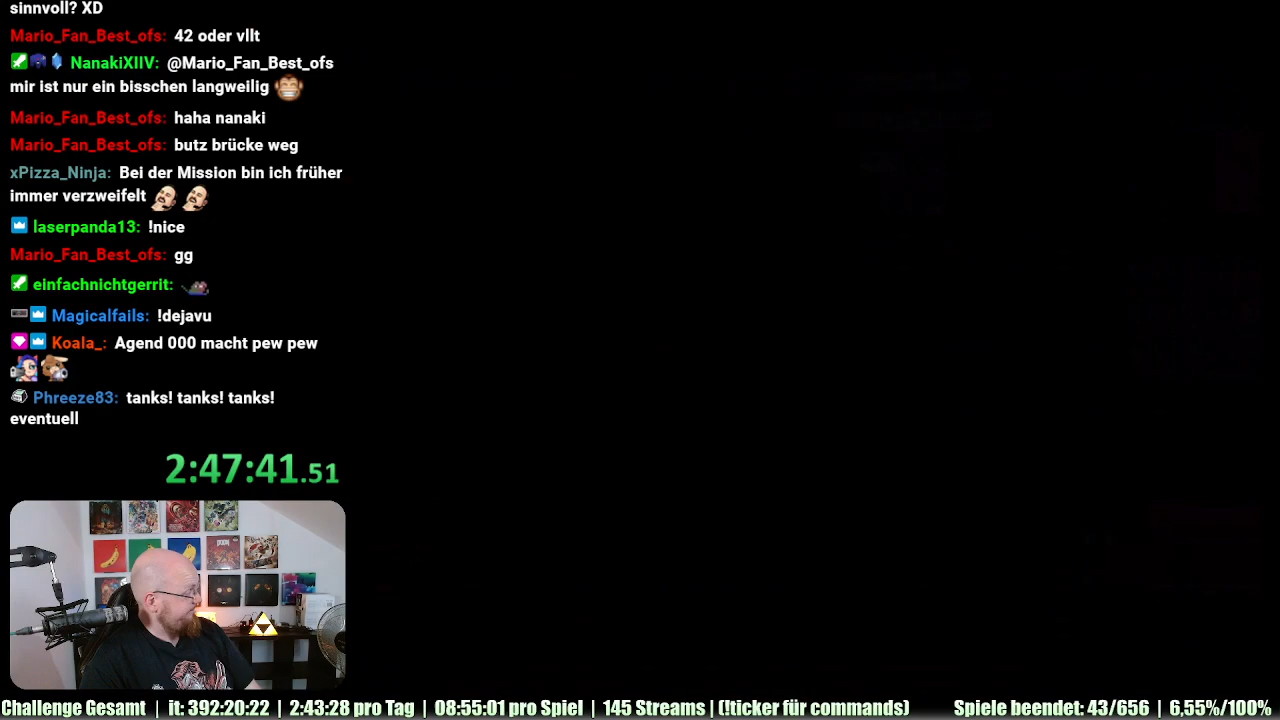 sinnvoll? XD
Mario_Fan_Best_ofs: 42 oder vllt
NanakiXIIV: @Mario_Fan_Best_ofs
mir ist nur ein bisschen langweilig
Mario_Fan_Best_ofs: haha nanaki
Mario_Fan_Best_ofs: butz brücke weg
xPizza_Ninja: Bei der Mission bin ich früher
immer verzweifelt
laserpanda13: !nice
Mario_Fan_Best_ofs: gg
einfachnichtgerrit:
Magicalfails: !dejavu
Koala_: Agend 000 macht pew pew
Phreeze83: tanks! tanks! tanks!
eventuell
2:47:41.51
Challenge Gesamt | it: 392:20:22 | 2:43:28 pro Tag | 08:55:01 pro Spiel | 145 Streams | (!ticker für commands) Spiele beendet: 43/656 | 6,55%/100%